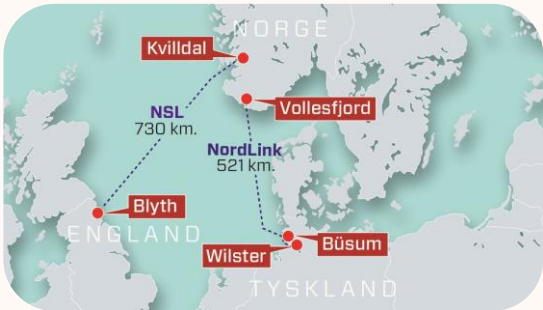 NORGE
Kvilldal
Vollesfjord
NSL
730 km.
NordLink
521 km.
Blyth
ENGLAND
Büsum
Wilster
TYSKLAND